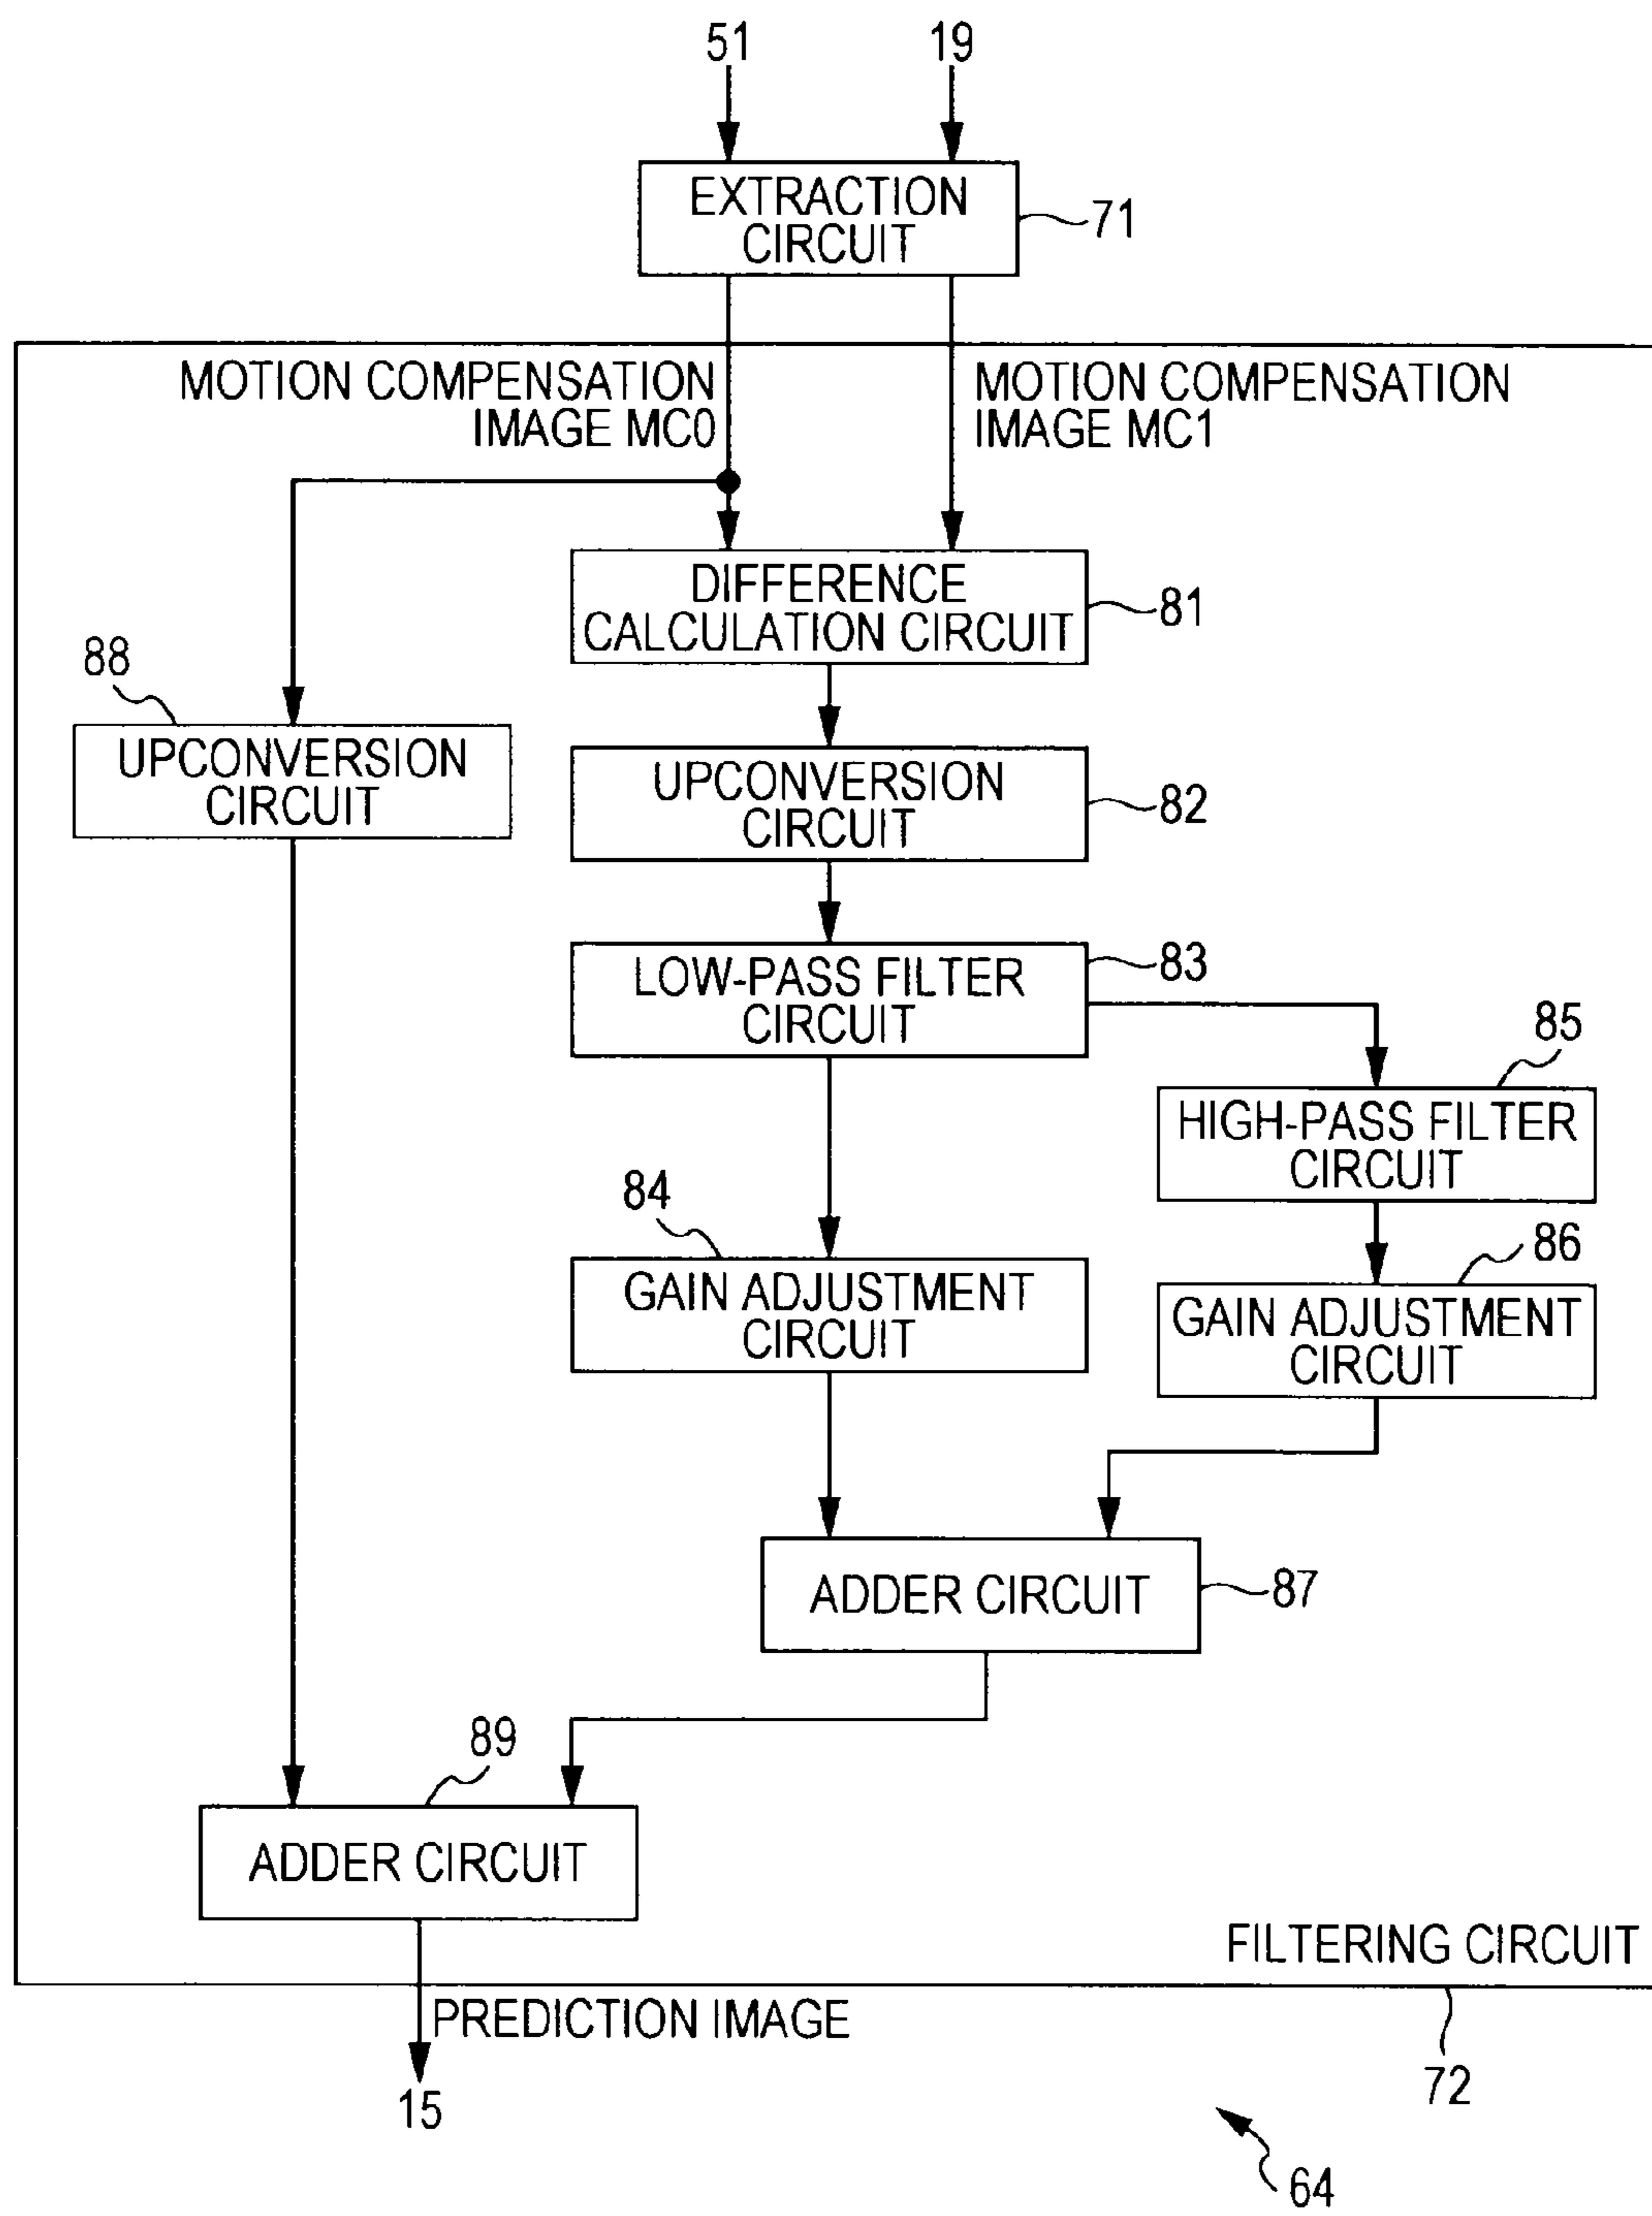 51
19
EXTRACTION
CIRCUIT
71
MOTION COMPENSATION
IMAGE MC0
MOTION COMPENSATION
IMAGE MC1
DIFFERENCE
CALCULATION CIRCUIT
81
88
UPCONVERSION
CIRCUIT
UPCONVERSION
CIRCUIT
82
LOW-PASS FILTER
CIRCUIT
83
85
HIGH-PASS FILTER
CIRCUIT
84
GAIN ADJUSTMENT
CIRCUIT
86
GAIN ADJUSTMENT
CIRCUIT
ADDER CIRCUIT
87
89
ADDER CIRCUIT
FILTERING CIRCUIT
PREDICTION IMAGE
72
15
64